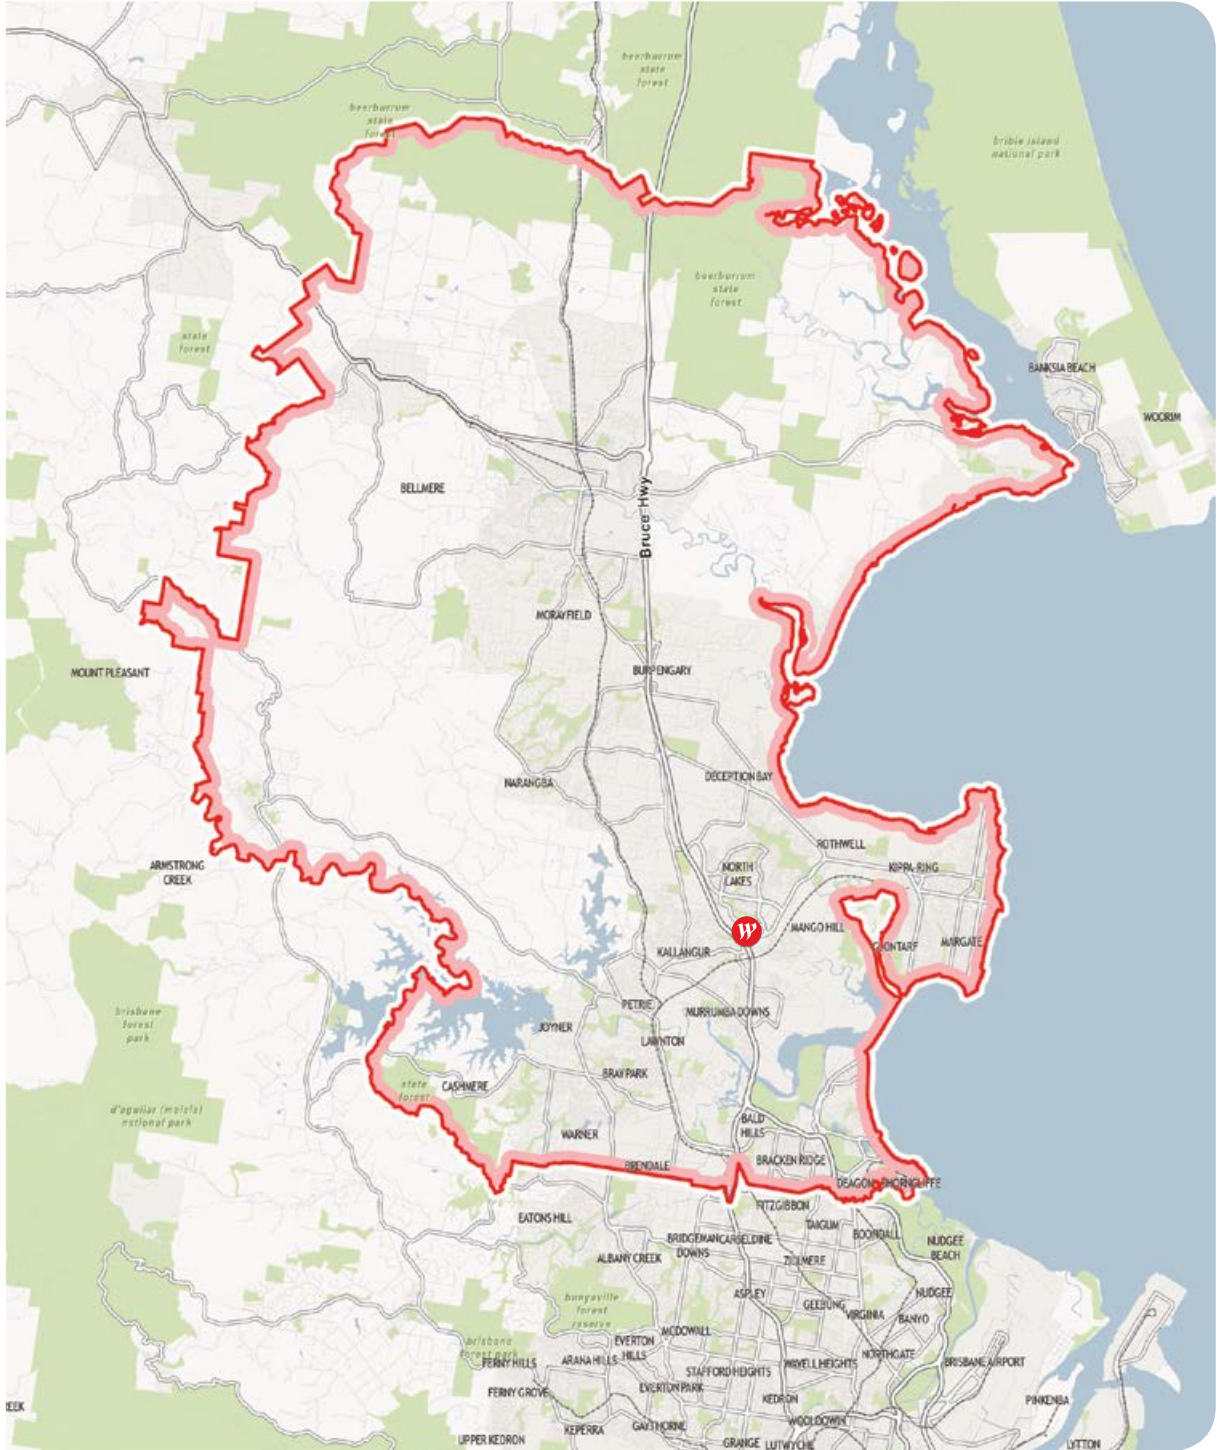 beerburrum
state
forest
beerburrum
state
forest
bribie island
national park
beerburrum
state
forest
state
forest
BANKSIA BEACH
WOORIM
BELLMERE
Bruce Hwy
MORAYFIELD
BURPENGARY
MOUNT PLEASANT
DECEPTION BAY
NARANGBA
ROTHWELL
ARMSTRONG
CREEK
NORTH
LAKES
KIPPA-RING
W
MANGO HILL
CLONTARF
MARGATE
KALLANGUR
PETRIE
MURRUMBA DOWNS
brisbane
forest
park
JOYNER
LAWNTON
BRAY PARK
state
forest
CASHMERE
d'aguilar (moiola)
national park
BALD
HILLS
WARNER
BRENDALE
BRACKEN RIDGE
DEAGON
SHORNCLIFFE
FITZGIBBON
EATONS HILL
TAIGUM
BOONDALL
BRIDGEMAN
DOWNS
CARSELDINE
NUDGEE
BEACH
ALBANY CREEK
ZILLMERE
ASPLEY
NUDGEE
bunyaville
forest
reserve
GEEBUNG
VIRGINIA
BANYO
MCDOWALL
EVERTON
HILLS
brisbane
forest park
FERNY HILLS
ARANA HILLS
NORTHGATE
WAVELL HEIGHTS
BRISBANE AIRPORT
STAFFORD HEIGHTS
FERNY GROVE
EVERTON PARK
KEDRON
PINKENBA
REEK
KEPERRA
GAYTHORNE
WOOLOOWIN
UPPER KEDRON
GRANGE
LUTWYCHE
LYTTON